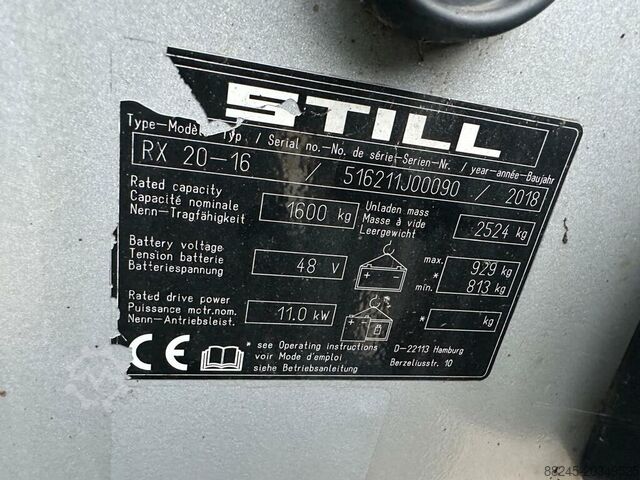 STILL
Type-Modèle-Typ / Serial no.-No. de série-Serien-Nr. / year-année-Baujahr
RX 20-16 / 516211J00090 / 2018
Rated capacity
Capacité nominale
Nenn-Tragfähigkeit
1600 kg
Unladen mass
Masse à vide
Leergewicht
2524 kg
Battery voltage
Tension batterie
Batteriespannung
48 V
max. 929 kg
* min. 813 kg
Rated drive power
Puissance motr.nom.
Nenn-Antriebsleist.
11.0 kW
* kg
CE
* see Operating instructions
voir Mode d'emploi
siehe Betriebsanleitung
D-22113 Hamburg
Berzeliusstr. 10